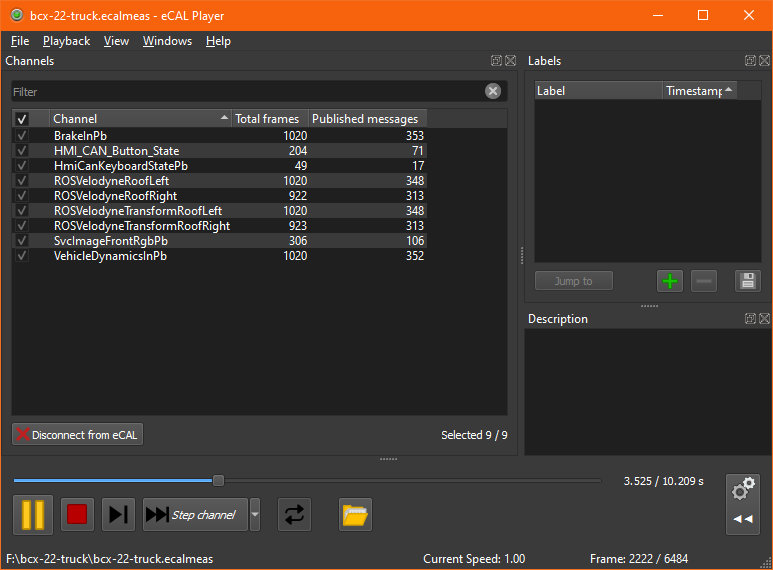 bcx-22-truck.ecalmeas - eCAL Player
File Playback View Windows Help
Channels
Filter
Channel Total frames Published messages
BrakeInPb 1020 353
HMI_CAN_Button_State 204 71
HmiCanKeyboardStatePb 49 17
ROSVelodyneRoofLeft 1020 348
ROSVelodyneRoofRight 922 313
ROSVelodyneTransformRoofLeft 1020 348
ROSVelodyneTransformRoofRight 923 313
SvcImageFrontRgbPb 306 106
VehicleDynamicsInPb 1020 352
Disconnect from eCAL
Selected 9 / 9
Labels
Label Timestamp
Jump to
Description
3.525 / 10.209 s
Step channel
F:\bcx-22-truck\bcx-22-truck.ecalmeas
Current Speed: 1.00
Frame: 2222 / 6484